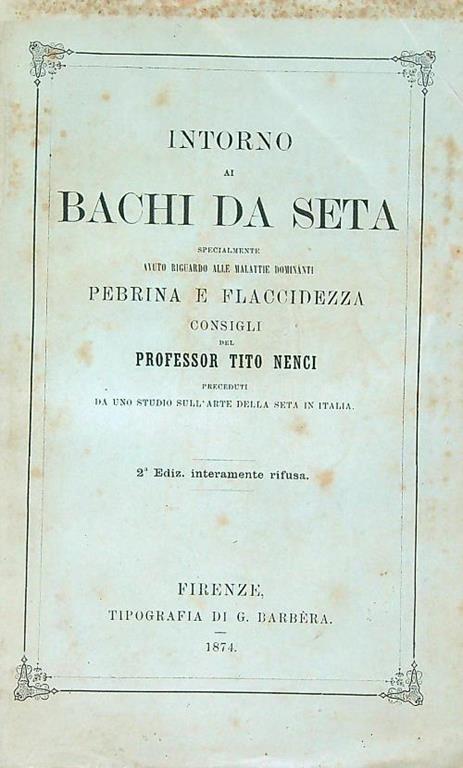 INTORNO
AI
BACHI DA SETA
SPECIALMENTE
AVUTO RIGUARDO ALLE MALATTIE DOMINANTI
PEBRINA E FLACCIDEZZA
CONSIGLI
DEL
PROFESSOR TITO NENCI
PRECEDUTI
DA UNO STUDIO SULL'ARTE DELLA SETA IN ITALIA.
2ª Ediz. interamente rifusa.
FIRENZE,
TIPOGRAFIA DI G. BARBÈRA.
1874.